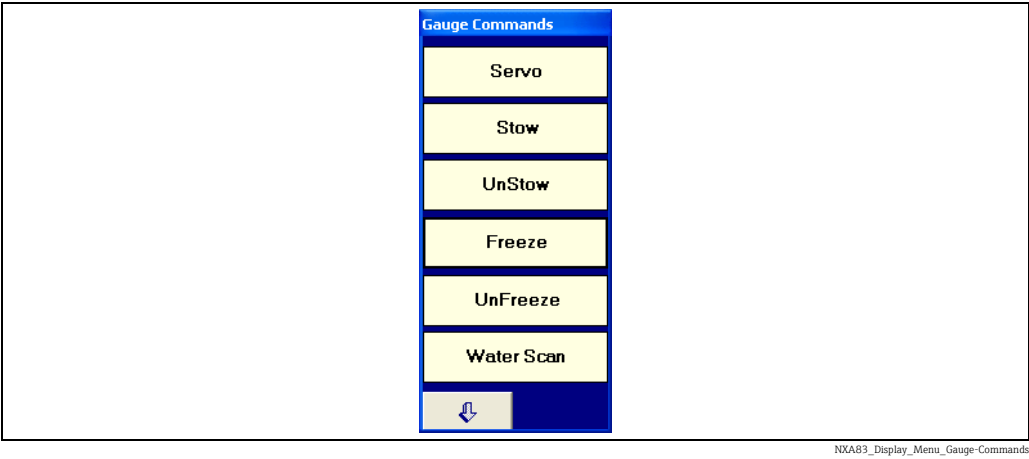 Gauge Commands
Servo
Stow
UnStow
Freeze
UnFreeze
Water Scan
NXA83_Display_Menu_Gauge-Commands